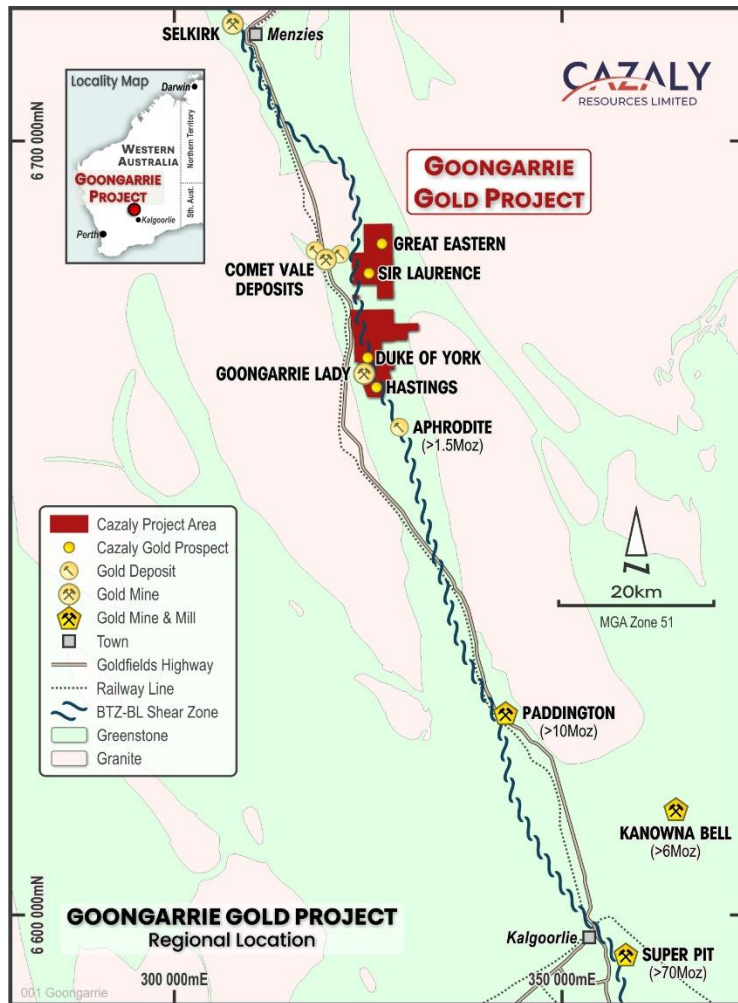 SELKIRK
Menzies
CAZALY
RESOURCES LIMITED
Locality Map
Darwin
Northern Territory
WESTERN
AUSTRALIA
GOONGARRIE
PROJECT
Kalgoorlie
Sth. Aust.
Perth
6 700 000mN
GOONGARRIE
GOLD PROJECT
GREAT EASTERN
COMET VALE
DEPOSITS
SIR LAURENCE
DUKE OF YORK
GOONGARRIE LADY
HASTINGS
APHRODITE
(>1.5Moz)
Cazaly Project Area
Cazaly Gold Prospect
Gold Deposit
Gold Mine
Gold Mine & Mill
Town
Goldfields Highway
Railway Line
BTZ-BL Shear Zone
Greenstone
Granite
N
20km
MGA Zone 51
PADDINGTON
(>10Moz)
KANOWNA BELL
(>6Moz)
6 600 000mN
GOONGARRIE GOLD PROJECT
Regional Location
Kalgoorlie
SUPER PIT
(>70Moz)
300 000mE
350 000mE
001 Goongarrie